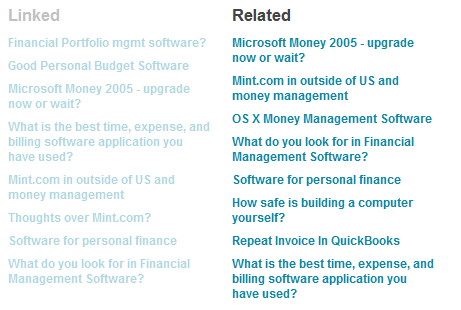 Linked
Financial Portfolio mgmt software?
Good Personal Budget Software
Microsoft Money 2005 - upgrade
now or wait?
What is the best time, expense, and
billing software application you
have used?
Mint.com in outside of US and
money management
Thoughts over Mint.com?
Software for personal finance
What do you look for in Financial
Management Software?
Related
Microsoft Money 2005 - upgrade
now or wait?
Mint.com in outside of US and
money management
OS X Money Management Software
What do you look for in Financial
Management Software?
Software for personal finance
How safe is building a computer
yourself?
Repeat Invoice In QuickBooks
What is the best time, expense, and
billing software application you
have used?